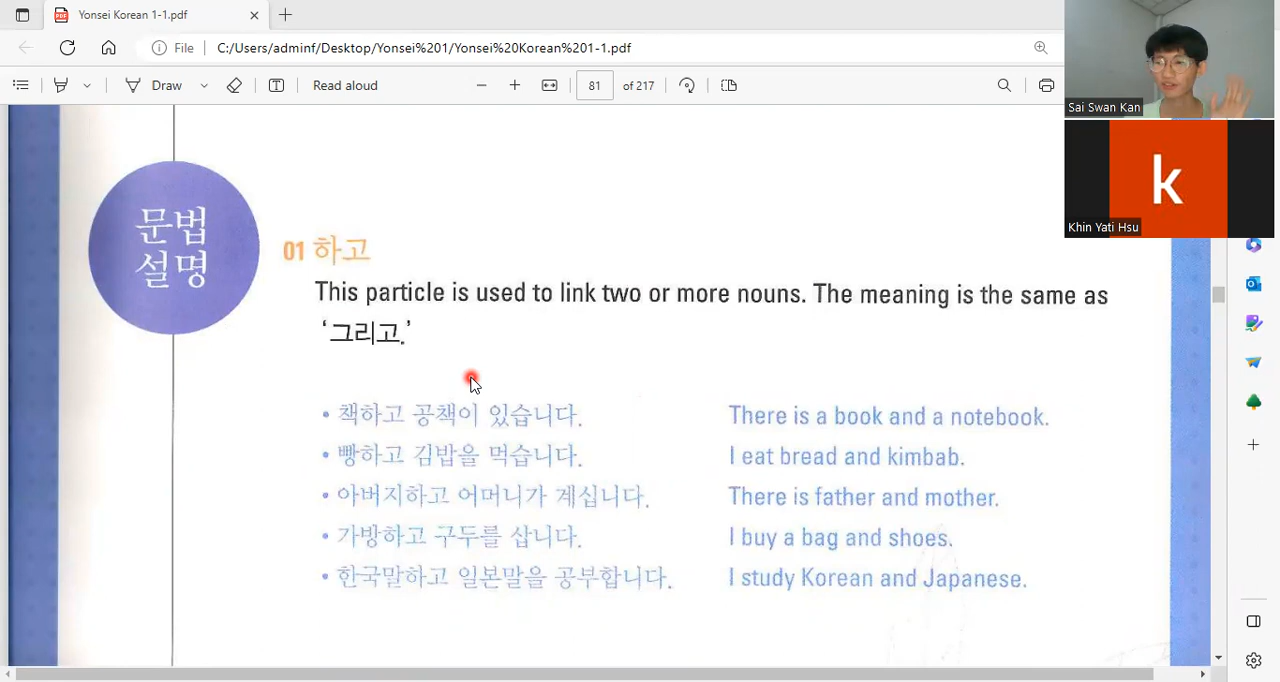 Yonsei Korean 1-1.pdf
File
C:/Users/adminf/Desktop/Yonsei%201/Yonsei%20Korean%201-1.pdf
Draw
Read aloud
81
of 217
Sai Swan Kan
k
Khin Yati Hsu
문법
설명
01 하고
This particle is used to link two or more nouns. The meaning is the same as
‘그리고.’
• 책하고 공책이 있습니다. There is a book and a notebook.
• 빵하고 김밥을 먹습니다. I eat bread and kimbab.
• 아버지하고 어머니가 계십니다. There is father and mother.
• 가방하고 구두를 삽니다. I buy a bag and shoes.
• 한국말하고 일본말을 공부합니다. I study Korean and Japanese.